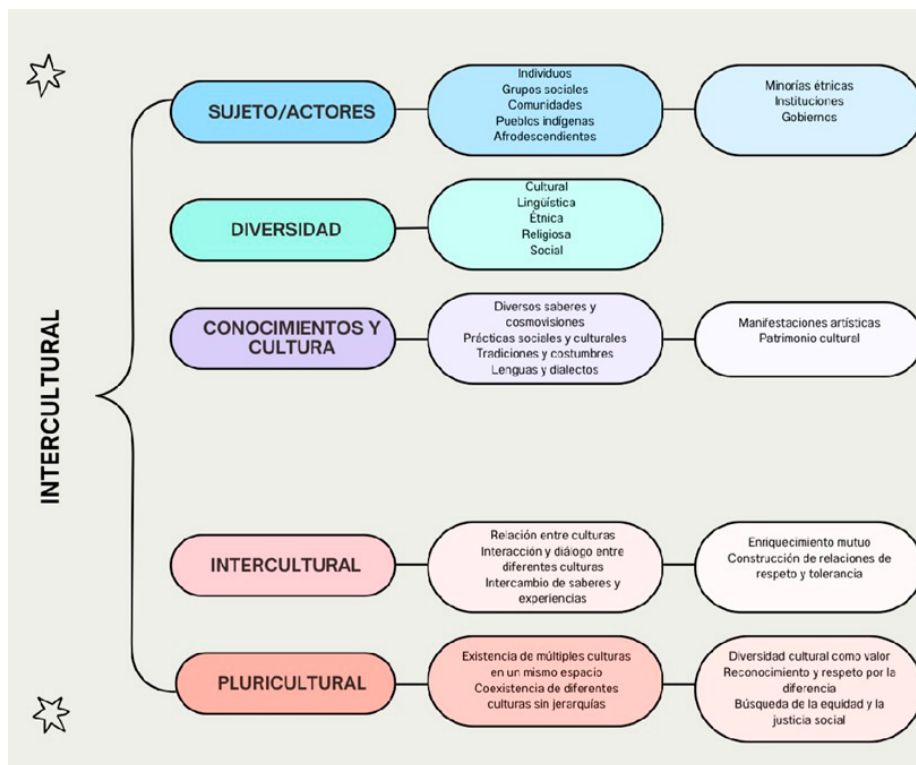 INTERCULTURAL
SUJETO/ACTORES
Individuos
Grupos sociales
Comunidades
Pueblos indígenas
Afrodescendientes
Minorías étnicas
Instituciones
Gobiernos
DIVERSIDAD
Cultural
Lingüística
Étnica
Religiosa
Social
CONOCIMIENTOS Y
CULTURA
Diversos saberes y
cosmovisiones
Prácticas sociales y culturales
Tradiciones y costumbres
Lenguas y dialectos
Manifestaciones artísticas
Patrimonio cultural
INTERCULTURAL
Relación entre culturas
Interacción y diálogo entre
diferentes culturas
Intercambio de saberes y
experiencias
Enriquecimiento mutuo
Construcción de relaciones de
respeto y tolerancia
PLURICULTURAL
Existencia de múltiples culturas
en un mismo espacio
Coexistencia de diferentes
culturas sin jerarquías
Diversidad cultural como valor
Reconocimiento y respeto por la
diferencia
Búsqueda de la equidad y la
justicia social